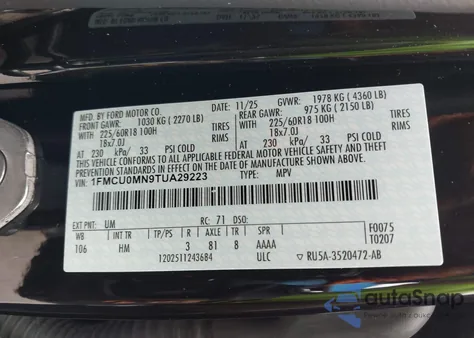 MFD. BY FORD MOTOR CO.
DATE: 11/25 GVWR: 1978 KG ( 4360 LB)
FRONT GAWR: 1030 KG ( 2270 LB) REAR GAWR: 975 KG ( 2150 LB)
WITH 225/60R18 100H WITH 225/60R18 100H
18x7.0J TIRES RIMS 18x7.0J TIRES RIMS
AT 230 kPa/ 33 PSI COLD AT 230 kPa/ 33 PSI COLD
THIS VEHICLE CONFORMS TO ALL APPLICABLE FEDERAL MOTOR VEHICLE SAFETY, BUMPER, AND THEFT PREVENTION STANDARDS IN EFFECT ON THE
DATE OF MANUFACTURE SHOWN ABOVE.
VIN: 1FMCU0MN9TUA29223 TYPE: MPV
EXT PNT: UM RC: 71 DSO: F0075
INT TR TP/PS R AXLE TR SPR T0207
T06 HM 3 81 8 AAAA
1202511243684 ULC RU5A-3520472-AB
autoSnap